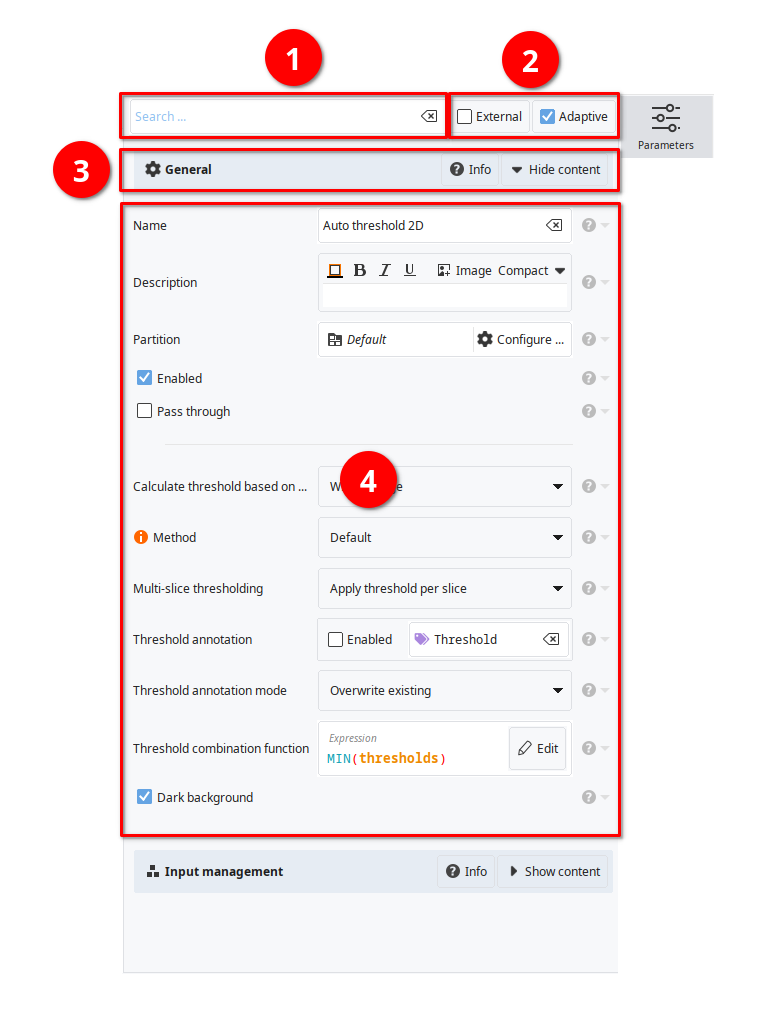 1
2
Search ...
External
Adaptive
Parameters
3
General
Info
Hide content
Name
Auto threshold 2D
Description
B I U Image Compact
Partition
Default
Configure ...
Enabled
Pass through
4
Calculate threshold based on ...
Method
Default
Multi-slice thresholding
Apply threshold per slice
Threshold annotation
Enabled
Threshold
Threshold annotation mode
Overwrite existing
Threshold combination function
Expression
MIN(thresholds)
Edit
Dark background
Input management
Info
Show content